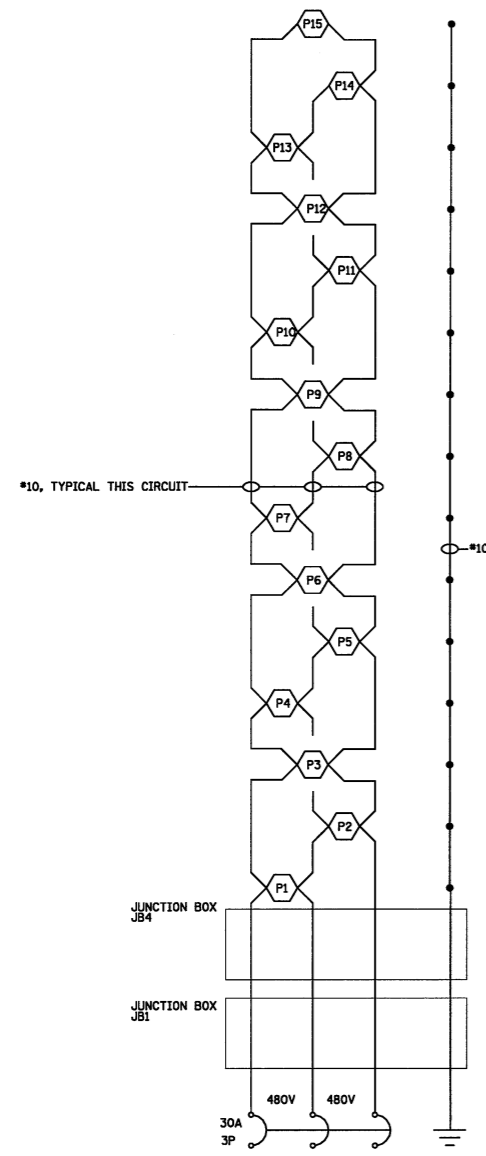 P15
P14
P13
P12
P11
P10
P9
P8
#10, TYPICAL THIS CIRCUIT
P7
#10
P6
P5
P4
P3
P2
P1
JUNCTION BOX
JB4
JUNCTION BOX
JB1
480V 480V
30A
3P